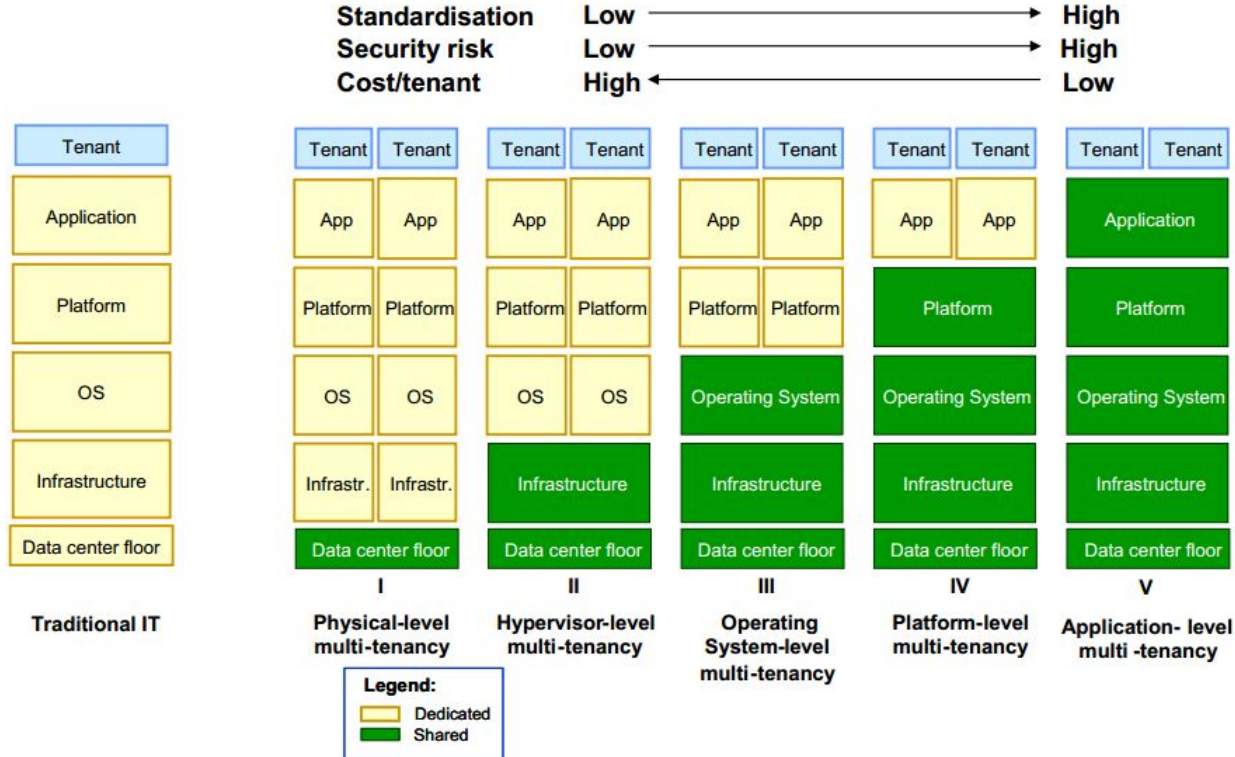 Standardisation Low High
Security risk Low High
Cost/tenant High Low
Tenant Tenant Tenant Tenant Tenant Tenant Tenant Tenant Tenant Tenant Tenant
Application App App App App App App App App Application
Platform Platform Platform Platform Platform Platform Platform Platform Platform
OS OS OS OS OS Operating System Operating System Operating System
Infrastructure Infrastr. Infrastr. Infrastructure Infrastructure Infrastructure Infrastructure
Data center floor Data center floor Data center floor Data center floor Data center floor Data center floor
I II III IV V
Traditional IT Physical-level Hypervisor-level Operating Platform-level Application- level
multi-tenancy multi-tenancy System-level multi-tenancy multi -tenancy
multi-tenancy
Legend:
Dedicated
Shared